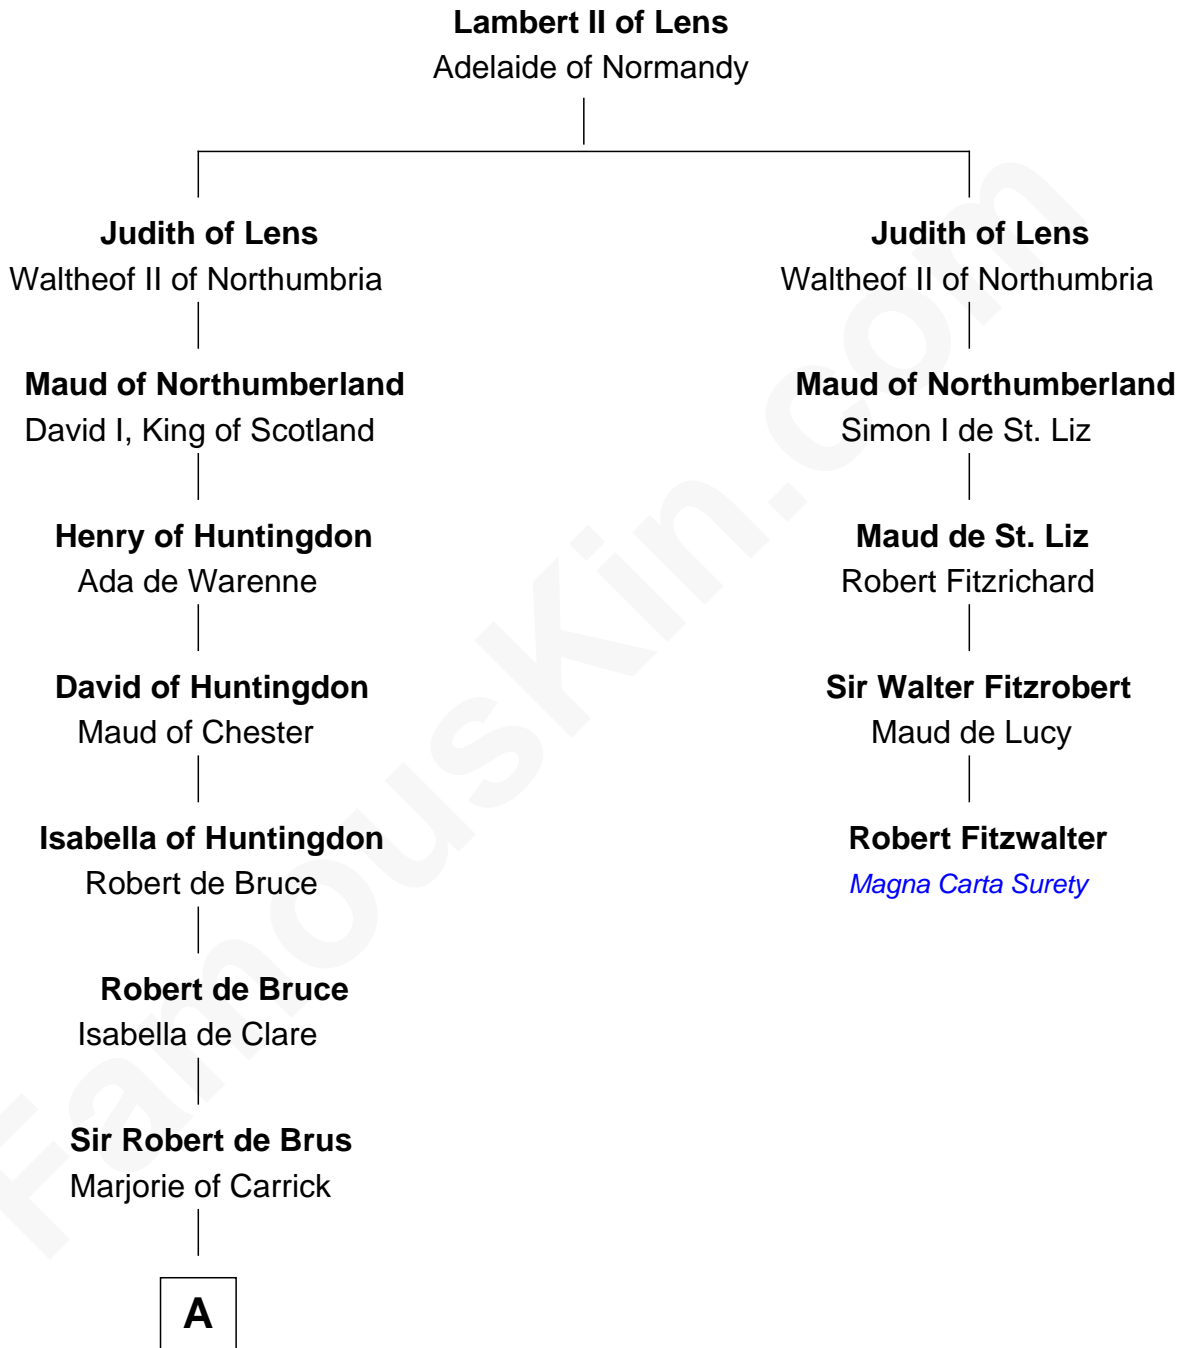 Lambert II of Lens
Adelaide of Normandy
Judith of Lens
Waltheof II of Northumbria
Judith of Lens
Waltheof II of Northumbria
Maud of Northumberland
David I, King of Scotland
Maud of Northumberland
Simon I de St. Liz
Henry of Huntingdon
Ada de Warenne
Maud de St. Liz
Robert Fitzrichard
David of Huntingdon
Maud of Chester
Sir Walter Fitzrobert
Maud de Lucy
Isabella of Huntingdon
Robert de Bruce
Robert Fitzwalter
Magna Carta Surety
Robert de Bruce
Isabella de Clare
Sir Robert de Brus
Marjorie of Carrick
A
FamousKin.com